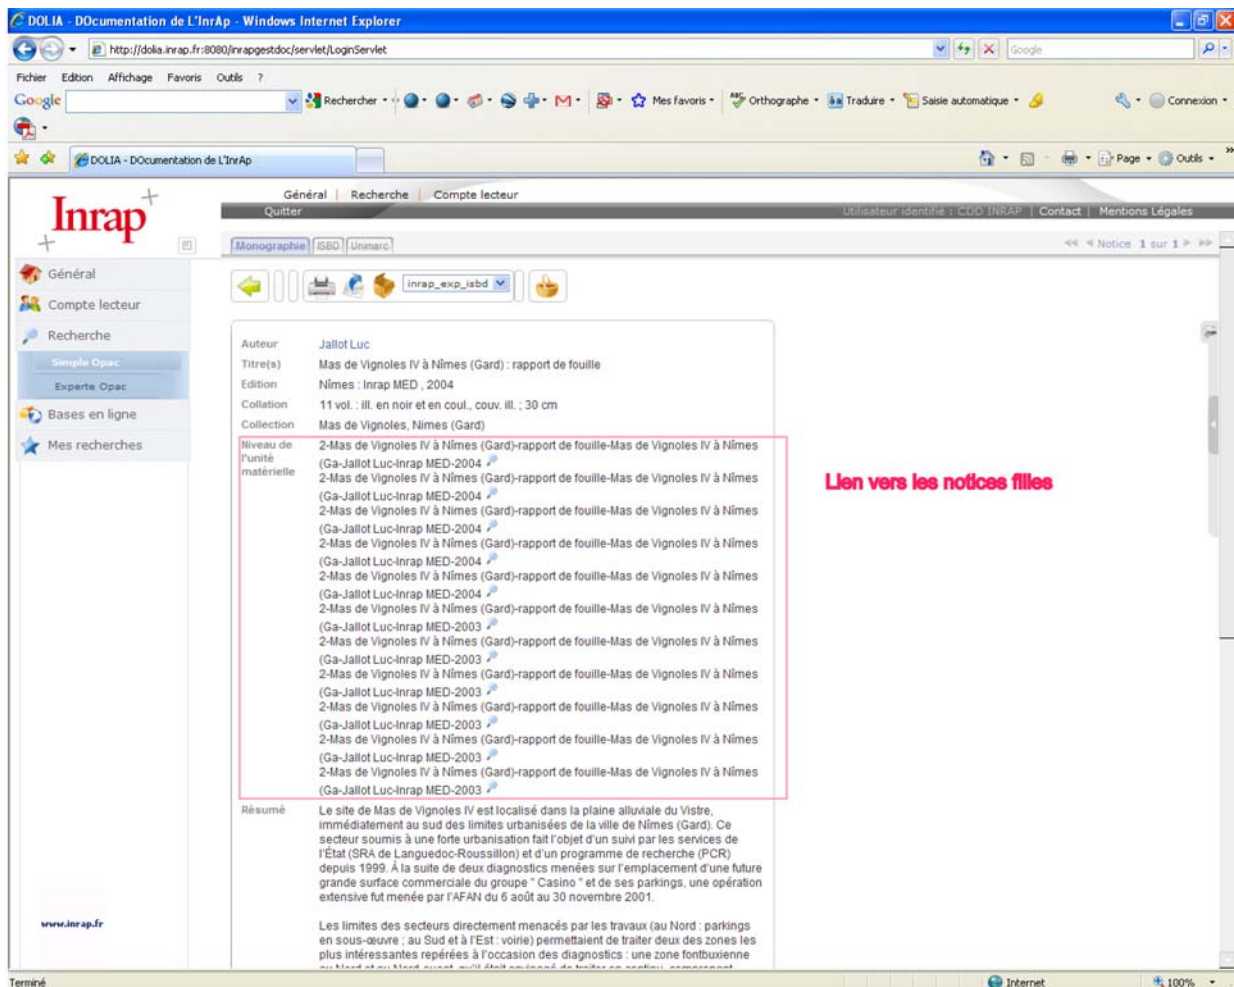 DOLIA - DOcumentation de L'InrAp - Windows Internet Explorer
http://dolia.inrap.fr:8080/inrapgestdoc/servlet/LoginServlet
Google
Fichier Edition Affichage Favoris Outils ?
Google Rechercher Mes favoris Orthographe Traduire Saisie automatique Connexion
DOLIA - DOcumentation de L'InrAp Page Outils
Général | Recherche | Compte lecteur
Inrap
Quitter Utilisateur identifié : CDD INRAP | Contact | Mentions Légales
Monographie ISBD Unimarc Notice 1 sur 1
Général
Compte lecteur
Recherche
Simple Opac
Experte Opac
Bases en ligne
Mes recherches
www.inrap.fr
inrap_exp_isbd
Auteur Jallot Luc
Titre(s) Mas de Vignoles IV à Nîmes (Gard) : rapport de fouille
Edition Nîmes : Inrap MED , 2004
Collation 11 vol. : ill. en noir et en coul., couv. ill. ; 30 cm
Collection Mas de Vignoles, Nimes (Gard)
Niveau de l'unité matérielle
2-Mas de Vignoles IV à Nîmes (Gard)-rapport de fouille-Mas de Vignoles IV à Nîmes
(Ga-Jallot Luc-Inrap MED-2004
2-Mas de Vignoles IV à Nîmes (Gard)-rapport de fouille-Mas de Vignoles IV à Nîmes
(Ga-Jallot Luc-Inrap MED-2004
2-Mas de Vignoles IV à Nîmes (Gard)-rapport de fouille-Mas de Vignoles IV à Nîmes
(Ga-Jallot Luc-Inrap MED-2004
2-Mas de Vignoles IV à Nîmes (Gard)-rapport de fouille-Mas de Vignoles IV à Nîmes
(Ga-Jallot Luc-Inrap MED-2004
2-Mas de Vignoles IV à Nîmes (Gard)-rapport de fouille-Mas de Vignoles IV à Nîmes
(Ga-Jallot Luc-Inrap MED-2004
2-Mas de Vignoles IV à Nîmes (Gard)-rapport de fouille-Mas de Vignoles IV à Nîmes
(Ga-Jallot Luc-Inrap MED-2003
2-Mas de Vignoles IV à Nîmes (Gard)-rapport de fouille-Mas de Vignoles IV à Nîmes
(Ga-Jallot Luc-Inrap MED-2003
2-Mas de Vignoles IV à Nîmes (Gard)-rapport de fouille-Mas de Vignoles IV à Nîmes
(Ga-Jallot Luc-Inrap MED-2003
2-Mas de Vignoles IV à Nîmes (Gard)-rapport de fouille-Mas de Vignoles IV à Nîmes
(Ga-Jallot Luc-Inrap MED-2003
2-Mas de Vignoles IV à Nîmes (Gard)-rapport de fouille-Mas de Vignoles IV à Nîmes
(Ga-Jallot Luc-Inrap MED-2003
2-Mas de Vignoles IV à Nîmes (Gard)-rapport de fouille-Mas de Vignoles IV à Nîmes
(Ga-Jallot Luc-Inrap MED-2003
Lien vers les notices filles
Résumé Le site de Mas de Vignoles IV est localisé dans la plaine alluviale du Vistre,
immédiatement au sud des limites urbanisées de la ville de Nîmes (Gard). Ce
secteur soumis à une forte urbanisation fait l'objet d'un suivi par les services de
l'État (SRA de Languedoc-Roussillon) et d'un programme de recherche (PCR)
depuis 1999. À la suite de deux diagnostics menées sur l'emplacement d'une future
grande surface commerciale du groupe " Casino " et de ses parkings, une opération
extensive fut menée par l'AFAN du 6 août au 30 novembre 2001.
Les limites des secteurs directement menacés par les travaux (au Nord : parkings
en sous-œuvre ; au Sud et à l'Est : voirie) permettaient de traiter deux des zones les
plus intéressantes repérées à l'occasion des diagnostics : une zone fontbuxienne
Terminé Internet 100%